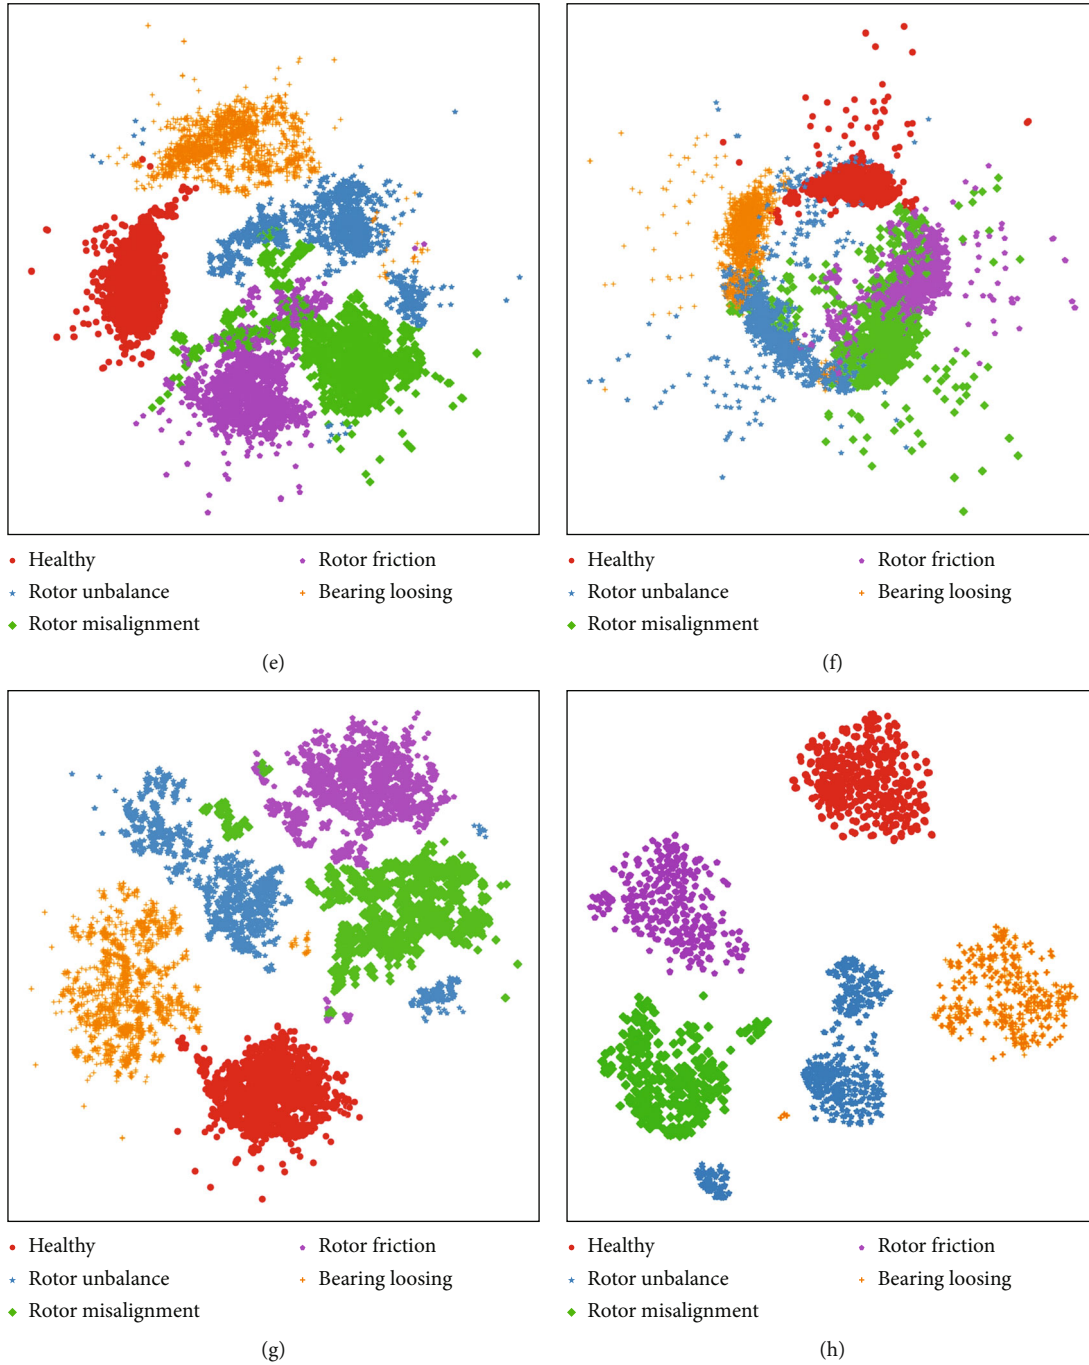 Healthy
Rotor unbalance
Rotor misalignment
Rotor friction
Bearing loosing
(e)
Healthy
Rotor unbalance
Rotor misalignment
Rotor friction
Bearing loosing
(f)
Healthy
Rotor unbalance
Rotor misalignment
Rotor friction
Bearing loosing
(g)
Healthy
Rotor unbalance
Rotor misalignment
Rotor friction
Bearing loosing
(h)